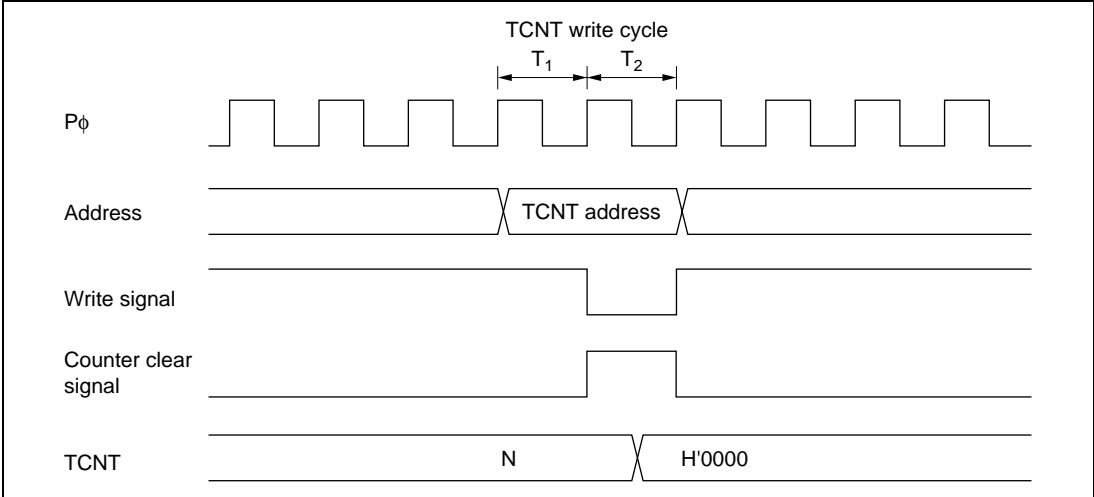 TCNT write cycle
T1 T2
Pϕ
Address
TCNT address
Write signal
Counter clear
signal
TCNT
N
H'0000